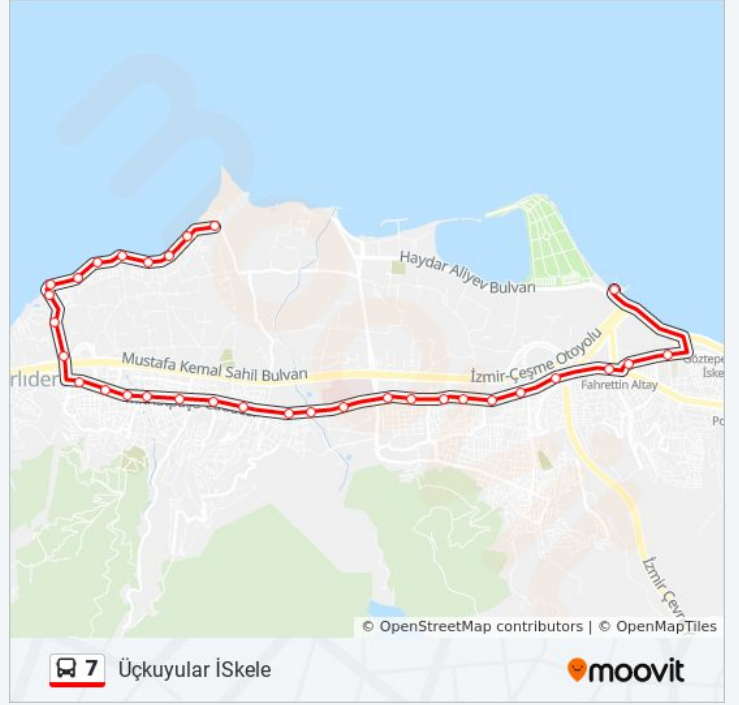 Haydar Aliyev Bulvarı
Mustafa Kemal Sahil Bulvarı
İzmir-Çeşme Otoyolu
Göztepe
İske
rlıder
Fahrettin Altay
İzmir Çevr
© OpenStreetMap contributors | © OpenMapTiles
7 Üçkuyular İSkele
moovit